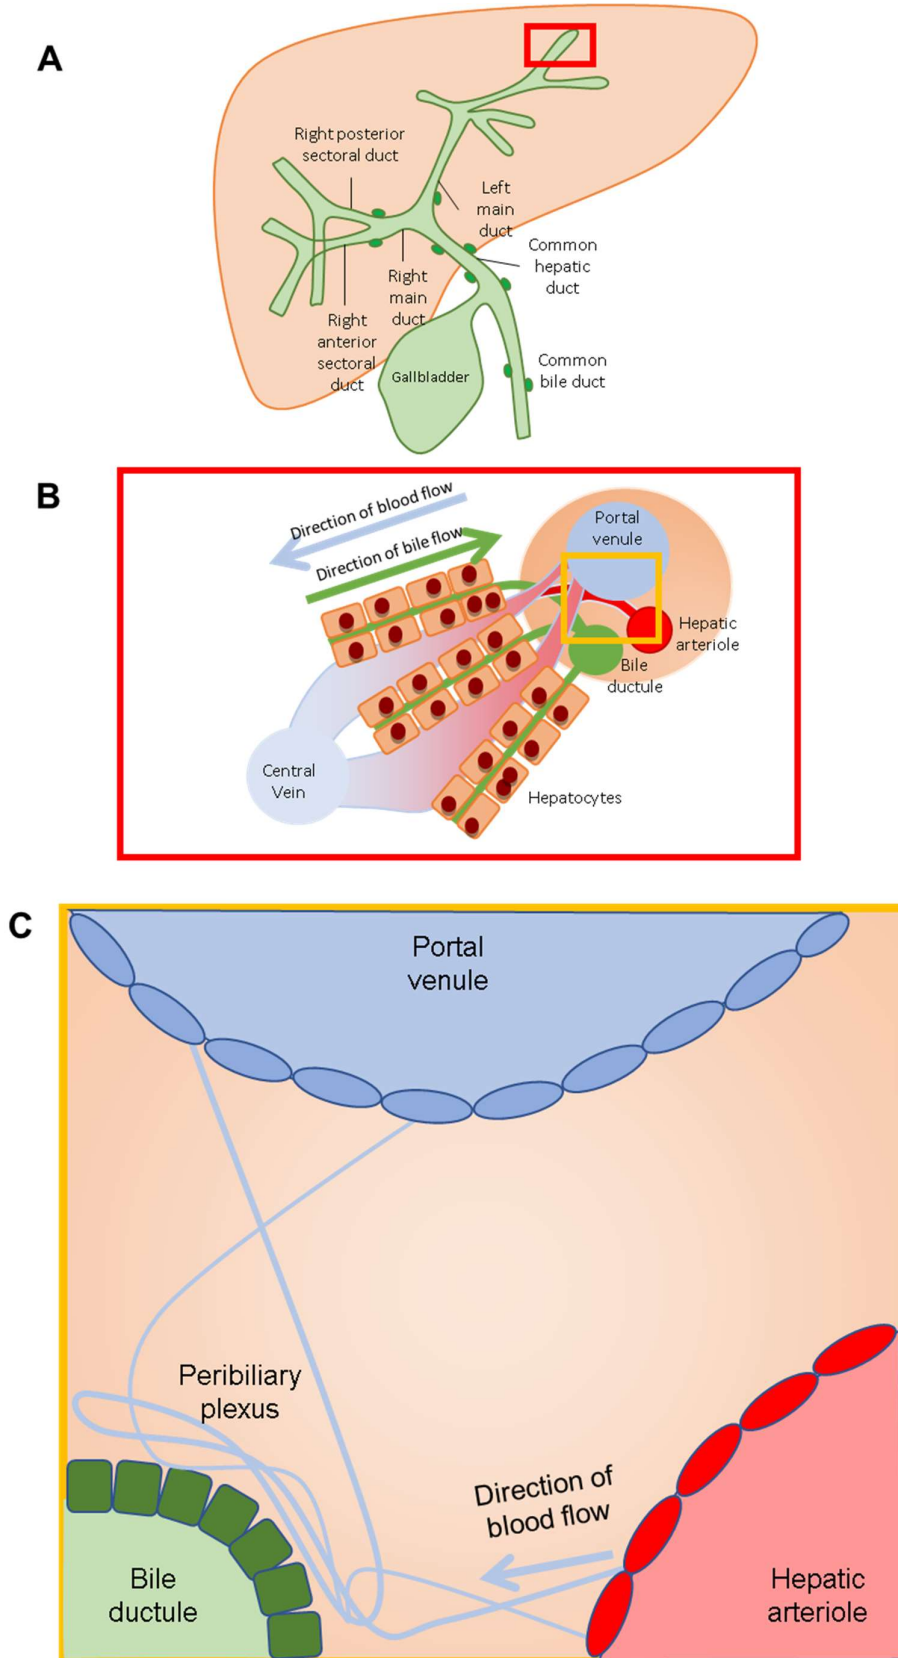 A
Right posterior
sectoral duct
Left
main
duct
Common
hepatic
duct
Right
main
duct
Right
anterior
sectoral
duct
Gallbladder
Common
bile duct
B
Direction of blood flow
Direction of bile flow
Portal
venule
Hepatic
arteriole
Bile
ductule
Central
Vein
Hepatocytes
C
Portal
venule
Peribiliary
plexus
Direction of
blood flow
Bile
ductule
Hepatic
arteriole